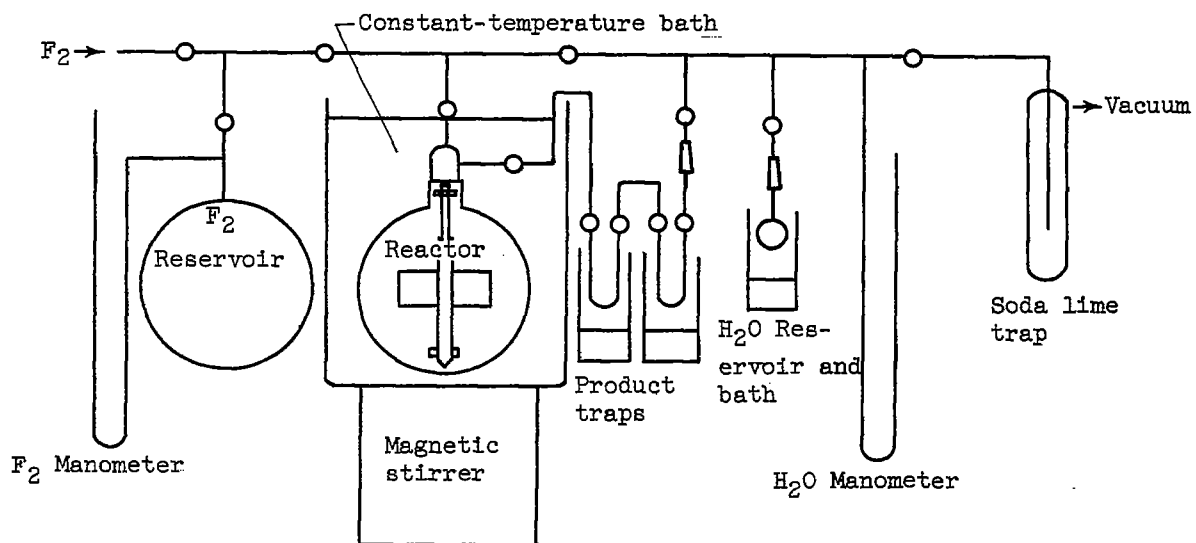 Constant-temperature bath
F₂
Vacuum
F₂
Reservoir
Reactor
Soda lime
trap
H₂O Res-
ervoir and
bath
Product
traps
Magnetic
stirrer
F₂ Manometer
H₂O Manometer